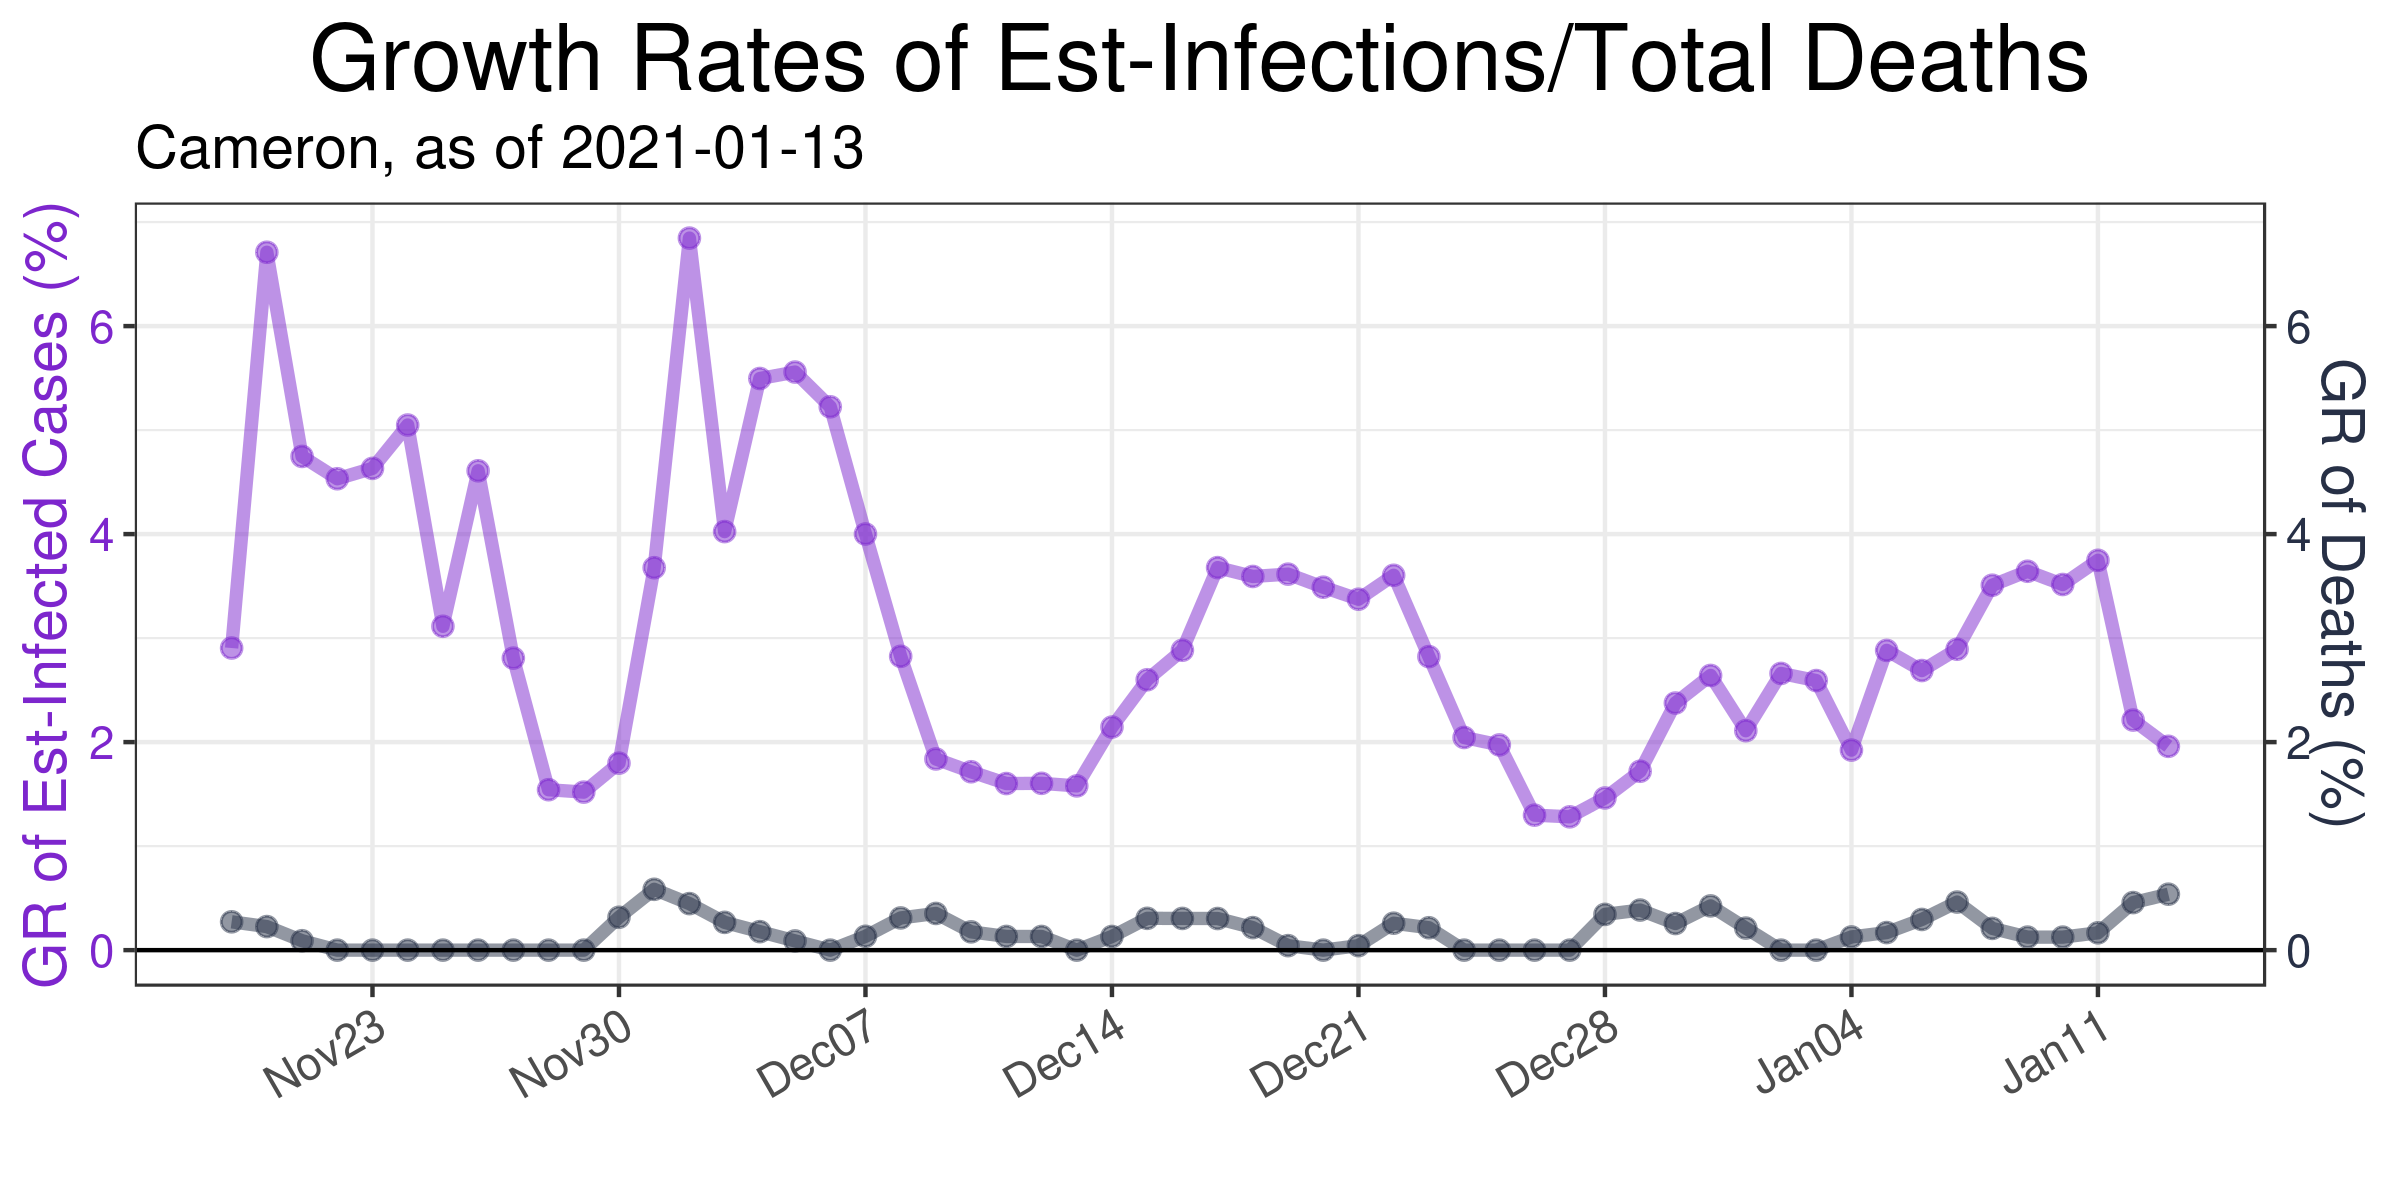 Growth Rates of Est-Infections/Total Deaths
Cameron, as of 2021-01-13
GR of Est-Infected Cases (%)
6
4
2
0
6
4
2
0
GR of Deaths (%)
Nov23
Nov30
Dec07
Dec14
Dec21
Dec28
Jan04
Jan11